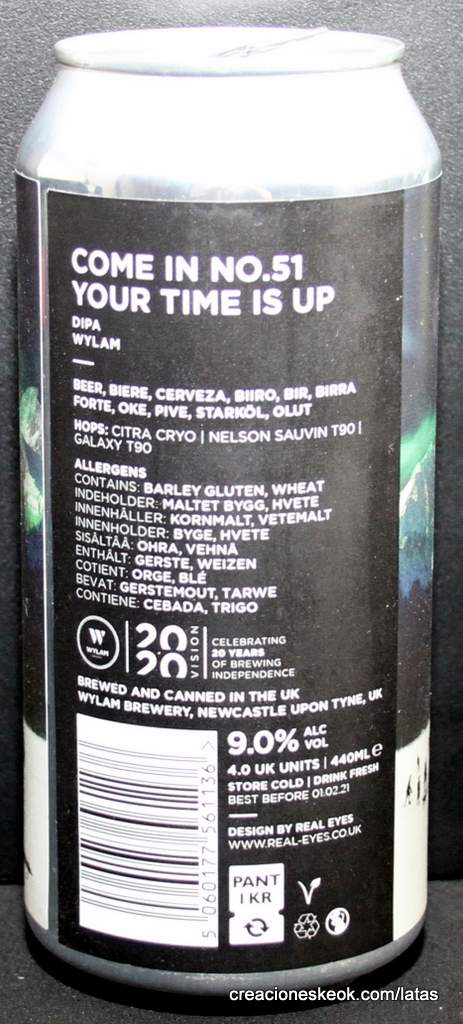 COME IN NO.51
YOUR TIME IS UP
DIPA
WYLAM
BEER, BIERE, CERVEZA, BIIRO, BIR, BIRRA
FORTE, OKE, PIVE, STARKÖL, OLUT
HOPS: CITRA CRYO | NELSON SAUVIN T90 |
GALAXY T90
ALLERGENS
CONTAINS: BARLEY GLUTEN, WHEAT
INDEHOLDER: MALTET BYGG, HVETE
INNEHÅLLER: KORNMALT, VETEMALT
INNENHOLDER: BYGE, HVETE
SISÄLTÄÄ: OHRA, VEHNÄ
ENTHÄLT: GERSTE, WEIZEN
COTIENT: ORGE, BLÉ
BEVAT: GERSTEMOUT, TARWE
CONTIENE: CEBADA, TRIGO
W
WYLAM
2020
VISION
CELEBRATING
20 YEARS
OF BREWING
INDEPENDENCE
BREWED AND CANNED IN THE UK
WYLAM BREWERY, NEWCASTLE UPON TYNE, UK
9.0% ALC VOL
4.0 UK UNITS | 440ML e
STORE COLD | DRINK FRESH
BEST BEFORE 01.02.21
DESIGN BY REAL EYES
WWW.REAL-EYES.CO.UK
5 060177 561136 >
PANT
1 KR
creacioneskeok.com/latas